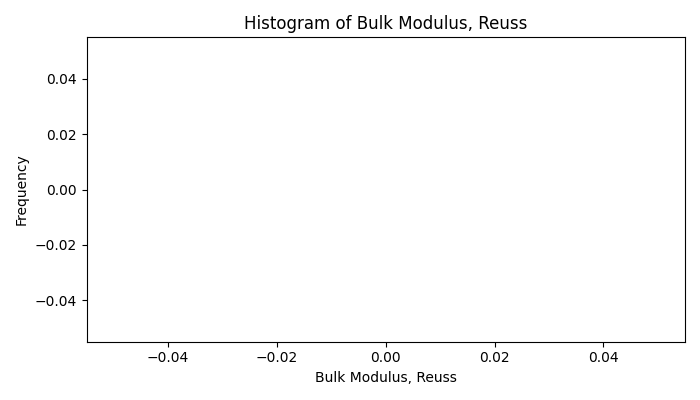 Histogram of Bulk Modulus, Reuss
0.04
0.02
0.00
−0.02
−0.04
Frequency
−0.04 −0.02 0.00 0.02 0.04
Bulk Modulus, Reuss